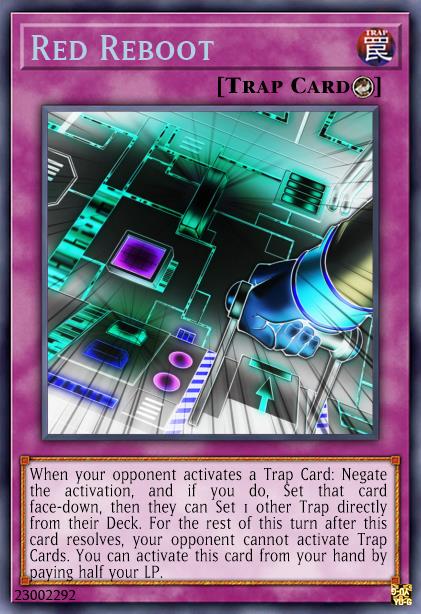 RED REBOOT
TRAP
罠
[TRAP CARD]
When your opponent activates a Trap Card: Negate
the activation, and if you do, Set that card
face-down, then they can Set 1 other Trap directly
from their Deck. For the rest of this turn after this
card resolves, your opponent cannot activate Trap
Cards. You can activate this card from your hand by
paying half your LP.
23002292